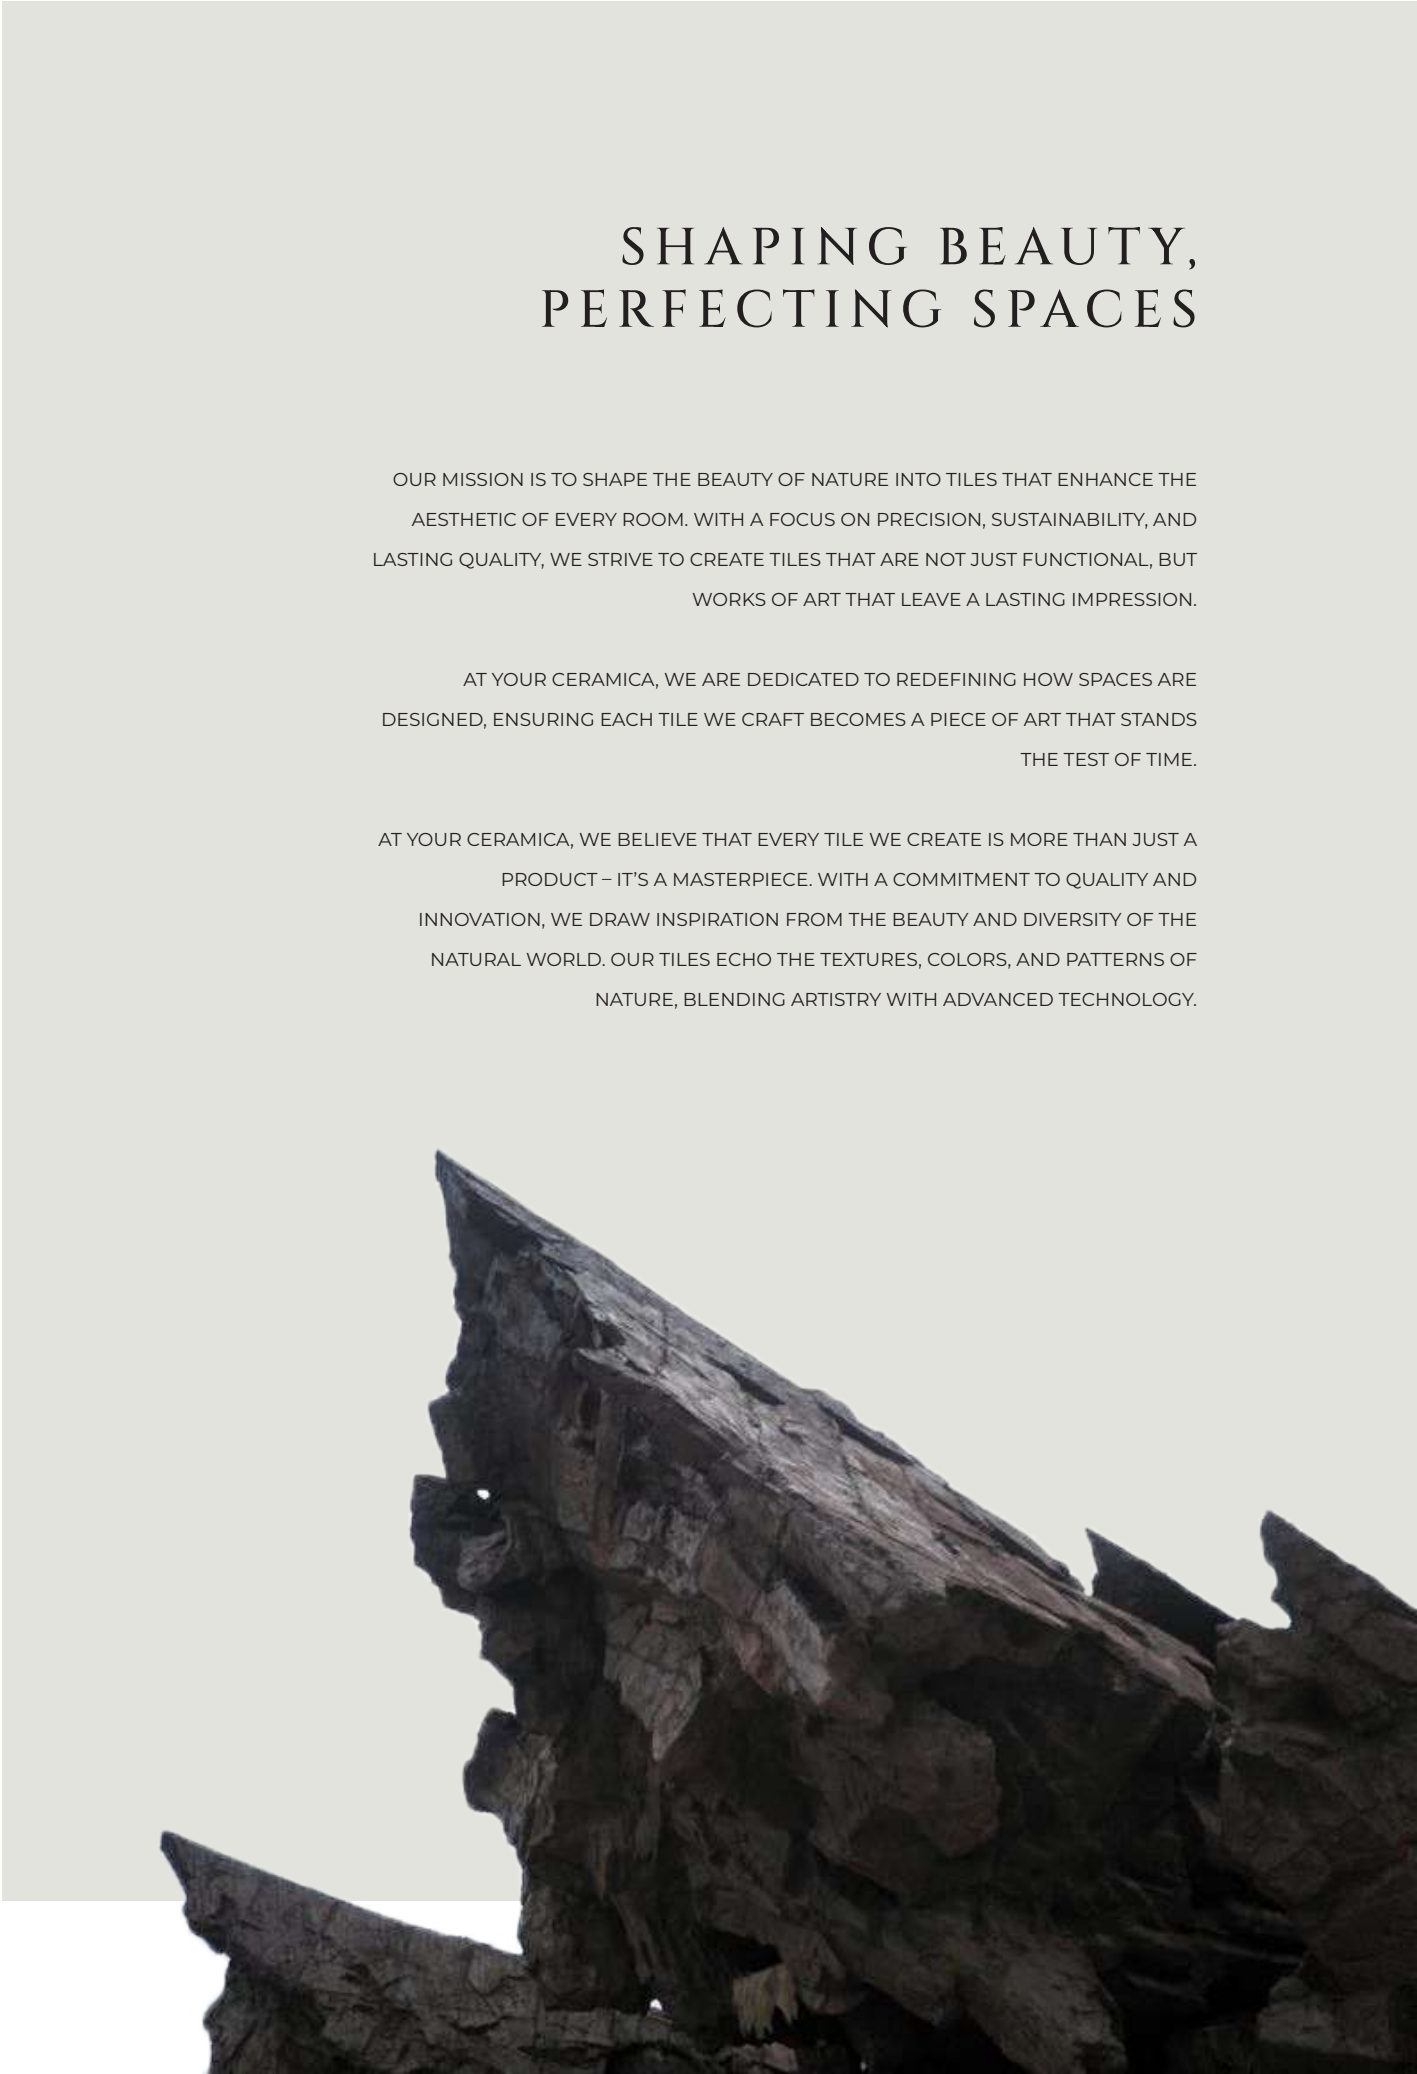 SHAPING BEAUTY,
PERFECTING SPACES
OUR MISSION IS TO SHAPE THE BEAUTY OF NATURE INTO TILES THAT ENHANCE THE
AESTHETIC OF EVERY ROOM. WITH A FOCUS ON PRECISION, SUSTAINABILITY, AND
LASTING QUALITY, WE STRIVE TO CREATE TILES THAT ARE NOT JUST FUNCTIONAL, BUT
WORKS OF ART THAT LEAVE A LASTING IMPRESSION.
AT YOUR CERAMICA, WE ARE DEDICATED TO REDEFINING HOW SPACES ARE
DESIGNED, ENSURING EACH TILE WE CRAFT BECOMES A PIECE OF ART THAT STANDS
THE TEST OF TIME.
AT YOUR CERAMICA, WE BELIEVE THAT EVERY TILE WE CREATE IS MORE THAN JUST A
PRODUCT – IT’S A MASTERPIECE. WITH A COMMITMENT TO QUALITY AND
INNOVATION, WE DRAW INSPIRATION FROM THE BEAUTY AND DIVERSITY OF THE
NATURAL WORLD. OUR TILES ECHO THE TEXTURES, COLORS, AND PATTERNS OF
NATURE, BLENDING ARTISTRY WITH ADVANCED TECHNOLOGY.